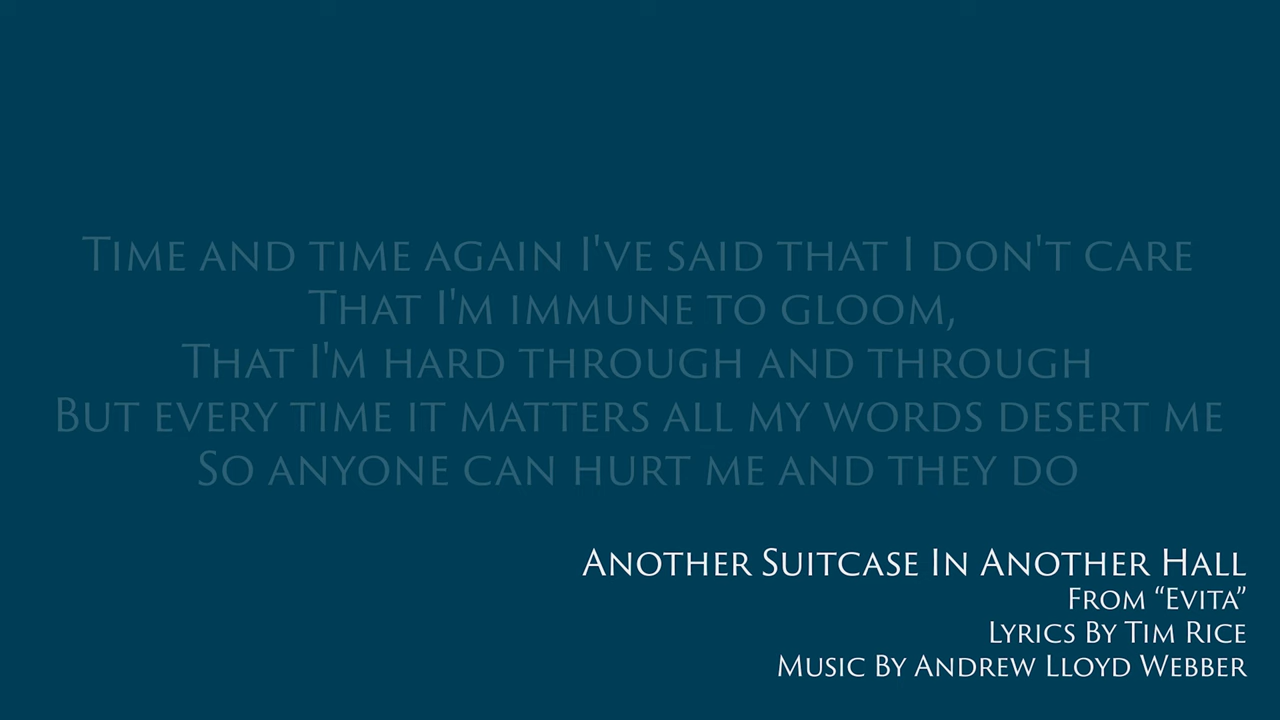 Time and time again I've said that I don't care
That I'm immune to gloom,
That I'm hard through and through
But every time it matters all my words desert me
So anyone can hurt me and they do
Another Suitcase In Another Hall
From “Evita”
Lyrics By Tim Rice
Music By Andrew Lloyd Webber